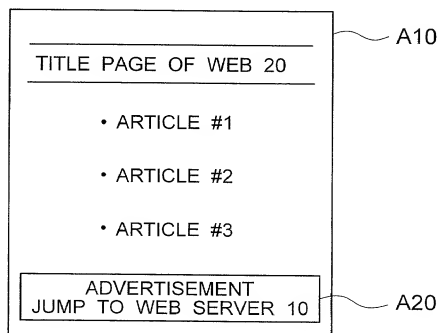 A10
TITLE PAGE OF WEB 20
• ARTICLE #1
• ARTICLE #2
• ARTICLE #3
ADVERTISEMENT
JUMP TO WEB SERVER 10
A20